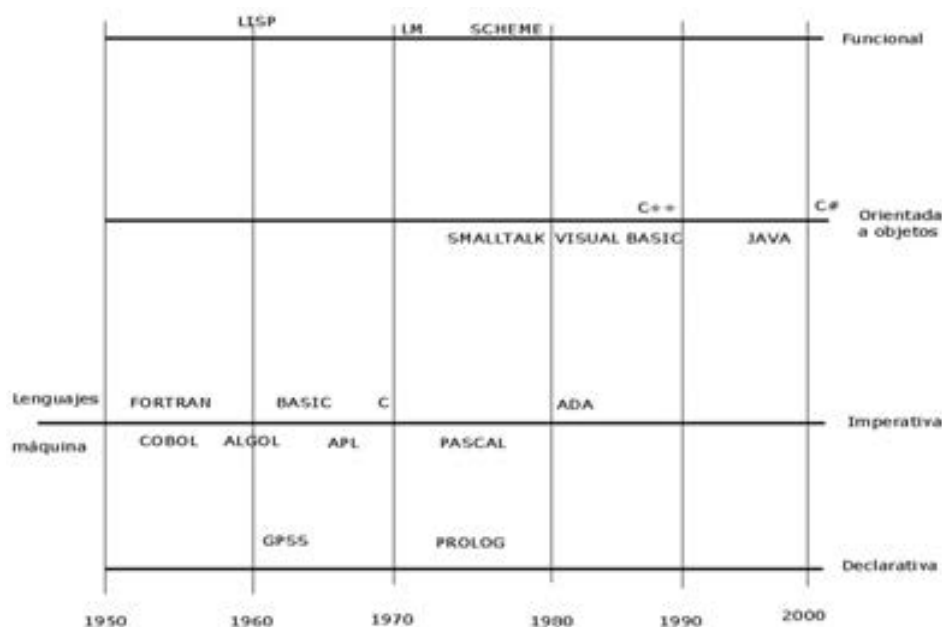 LISP
LM SCHEME
Funcional
C++ C#
Orientada
a objetos
SMALLTALK VISUAL BASIC JAVA
Lenguajes FORTRAN BASIC C ADA
Imperativa
máquina COBOL ALGOL APL PASCAL
GPSS PROLOG
Declarativa
1950 1960 1970 1980 1990 2000